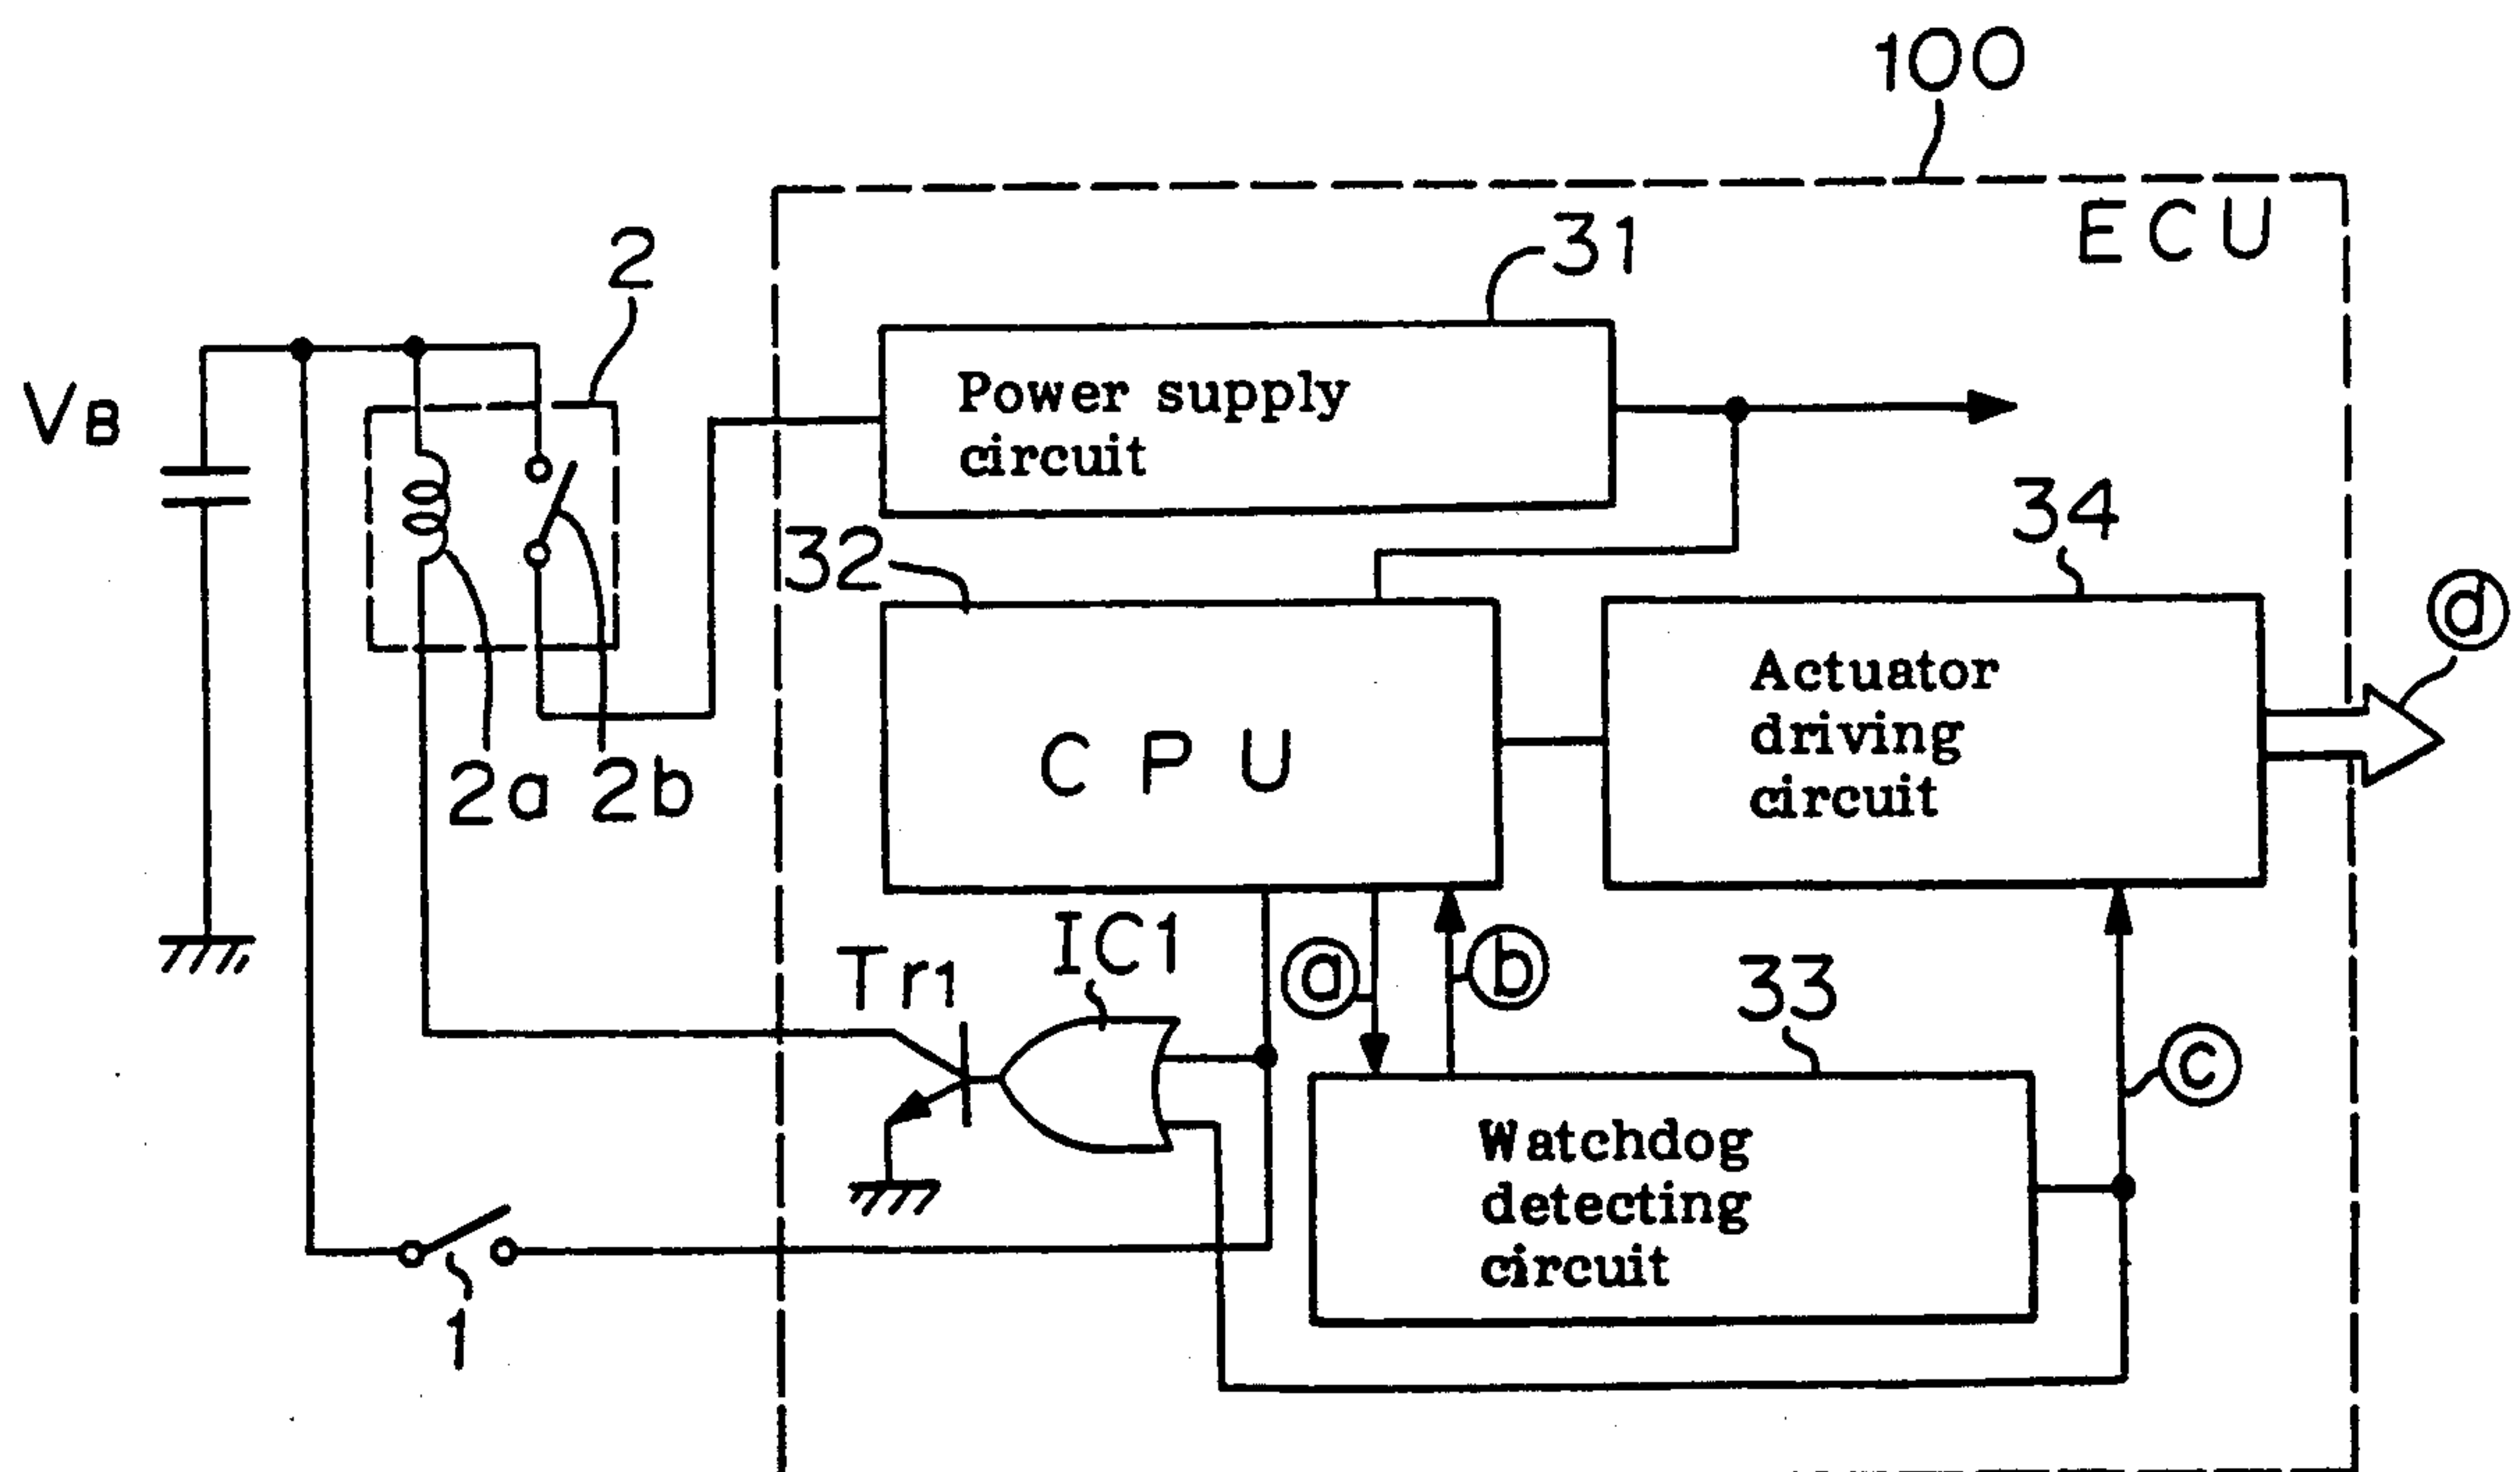 100
ECU
2
31
VB
Power supply
circuit
32
34
d
CPU
Actuator
driving
circuit
2a 2b
Tr1
IC1
a
b
33
c
Watchdog
detecting
circuit
1